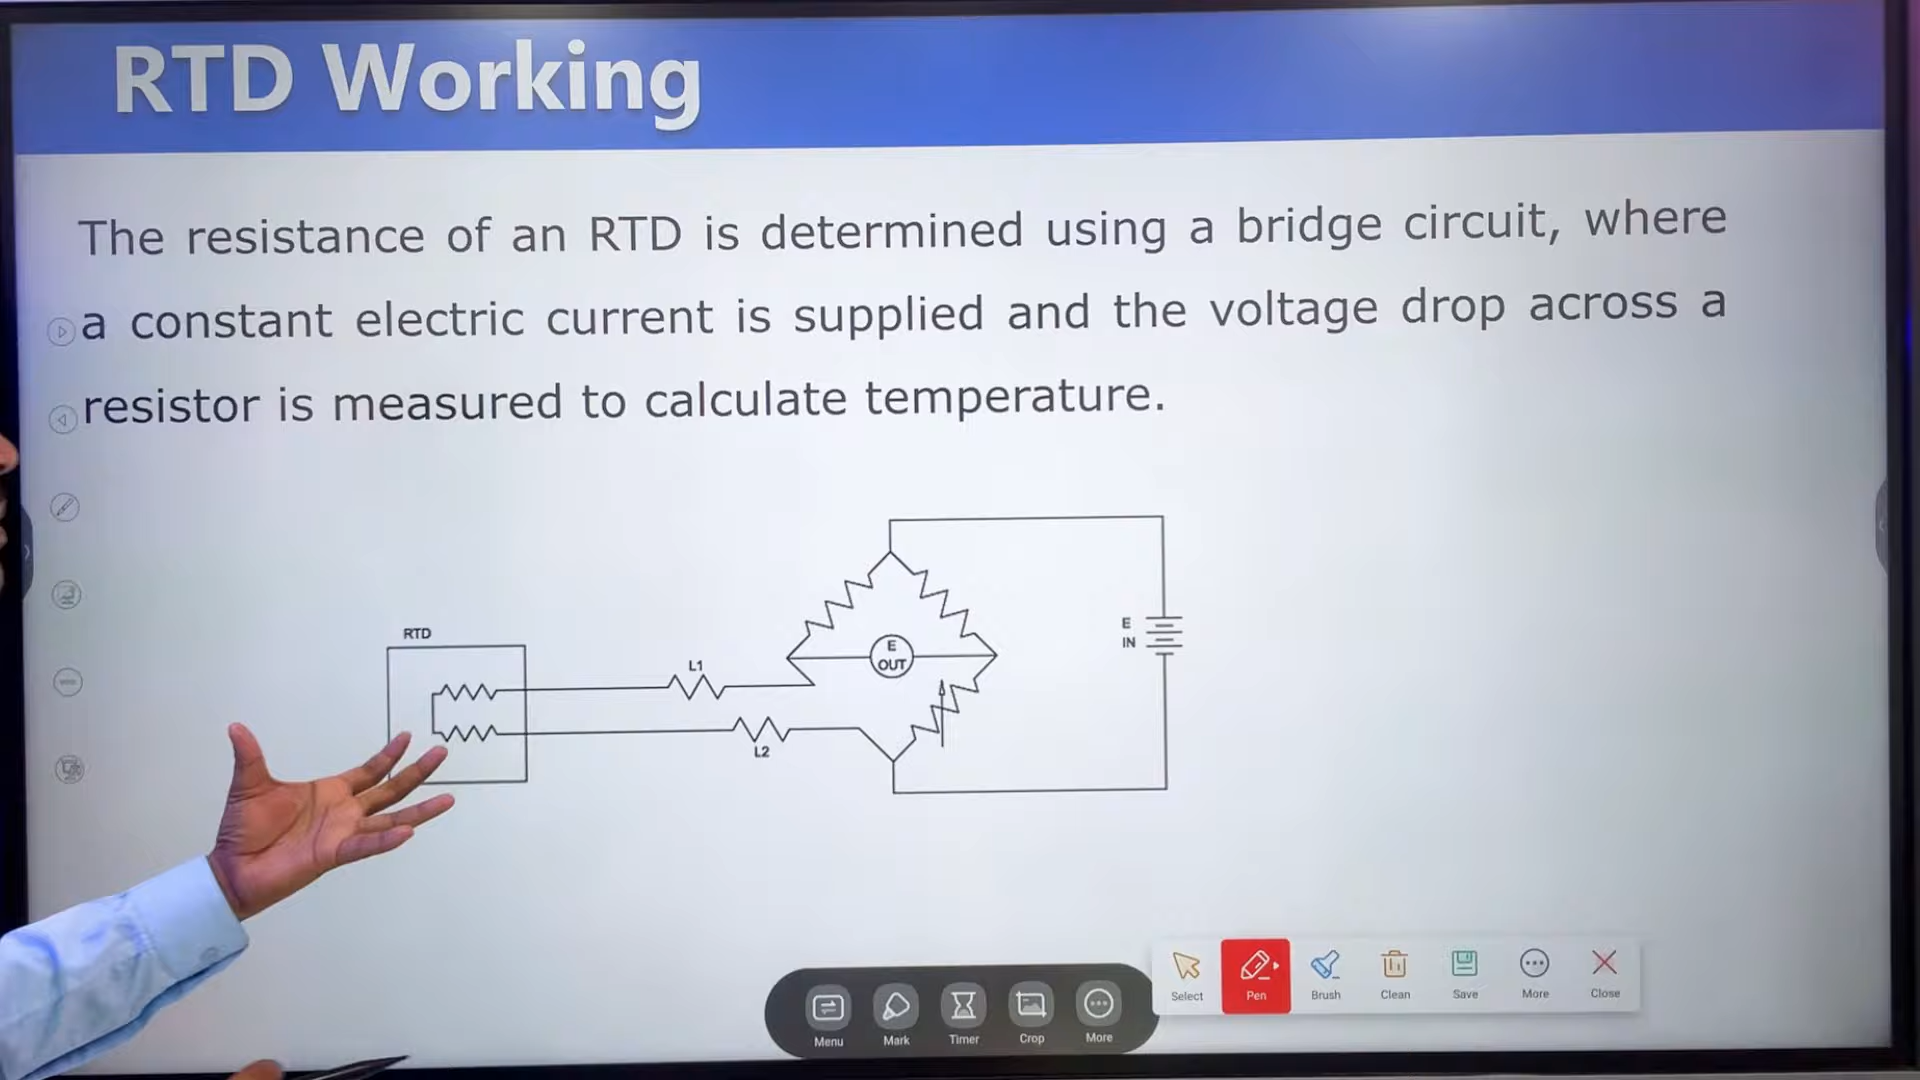 RTD Working
The resistance of an RTD is determined using a bridge circuit, where
a constant electric current is supplied and the voltage drop across a
resistor is measured to calculate temperature.
RTD
L1
L2
E
OUT
E
IN
Menu
Mark
Timer
Crop
More
Select
Pen
Brush
Clean
Save
More
Close